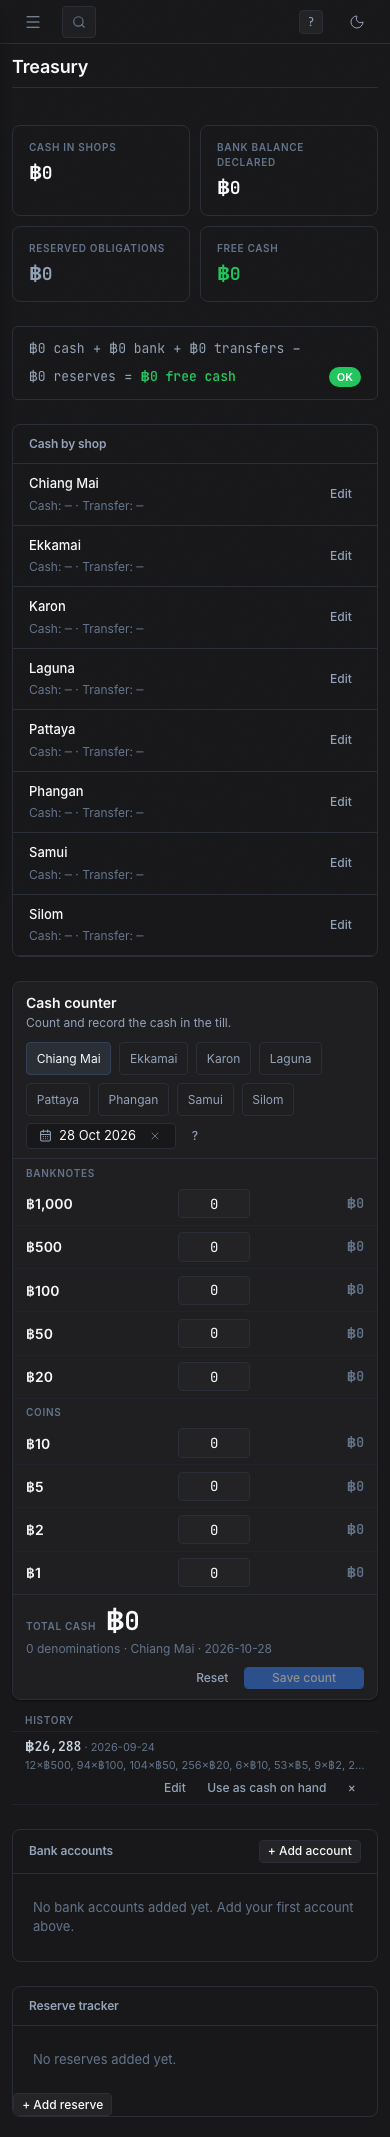 ?
Treasury
CASH IN SHOPS
฿0
BANK BALANCE
DECLARED
฿0
RESERVED OBLIGATIONS
฿0
FREE CASH
฿0
฿0 cash + ฿0 bank + ฿0 transfers −
฿0 reserves = ฿0 free cash
OK
Cash by shop
Chiang Mai
Cash: — · Transfer: —
Edit
Ekkamai
Cash: — · Transfer: —
Edit
Karon
Cash: — · Transfer: —
Edit
Laguna
Cash: — · Transfer: —
Edit
Pattaya
Cash: — · Transfer: —
Edit
Phangan
Cash: — · Transfer: —
Edit
Samui
Cash: — · Transfer: —
Edit
Silom
Cash: — · Transfer: —
Edit
Cash counter
Count and record the cash in the till.
Chiang Mai Ekkamai Karon Laguna
Pattaya Phangan Samui Silom
28 Oct 2026 × ?
BANKNOTES
฿1,000 0 ฿0
฿500 0 ฿0
฿100 0 ฿0
฿50 0 ฿0
฿20 0 ฿0
COINS
฿10 0 ฿0
฿5 0 ฿0
฿2 0 ฿0
฿1 0 ฿0
TOTAL CASH ฿0
0 denominations · Chiang Mai · 2026-10-28
Reset Save count
HISTORY
฿26,288 · 2026-09-24
12×฿500, 94×฿100, 104×฿50, 256×฿20, 6×฿10, 53×฿5, 9×฿2, 2…
Edit Use as cash on hand ×
Bank accounts
+ Add account
No bank accounts added yet. Add your first account
above.
Reserve tracker
No reserves added yet.
+ Add reserve